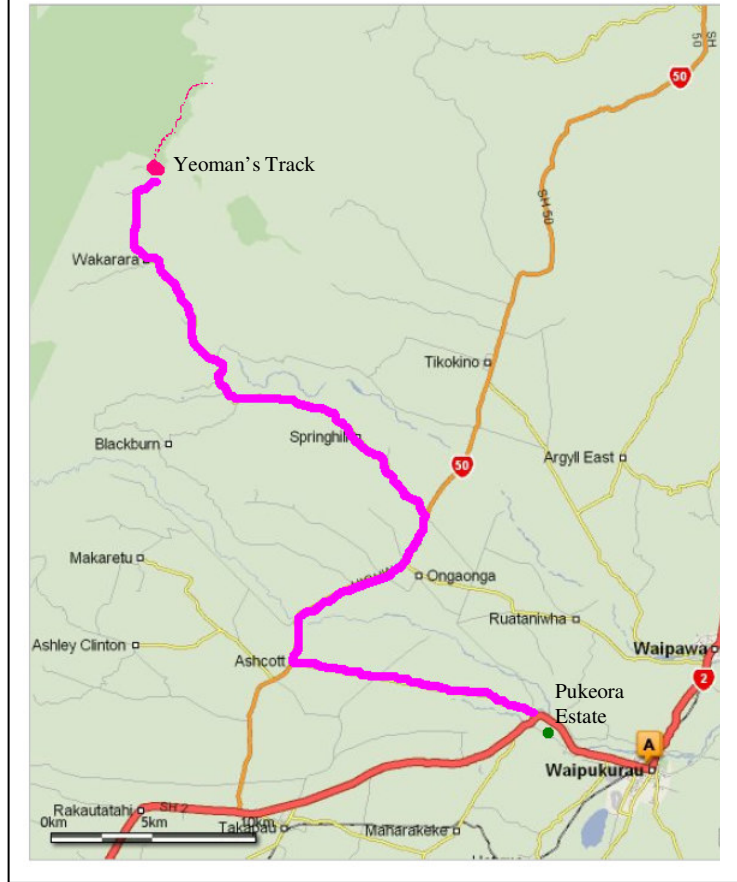 SH
50
50
Yeoman's Track
SH 50
Wakarara
Tikokino
Springhill
50
Blackburn
Argyll East
Makaretu
Ongaonga
Ruataniwha
Ashley Clinton
Waipawa
Ashcott
2
Pukeora
Estate
A
Waipukurau
Rakautatahi
SH 2
0km
5km
10km
Takapau
Maharakeke